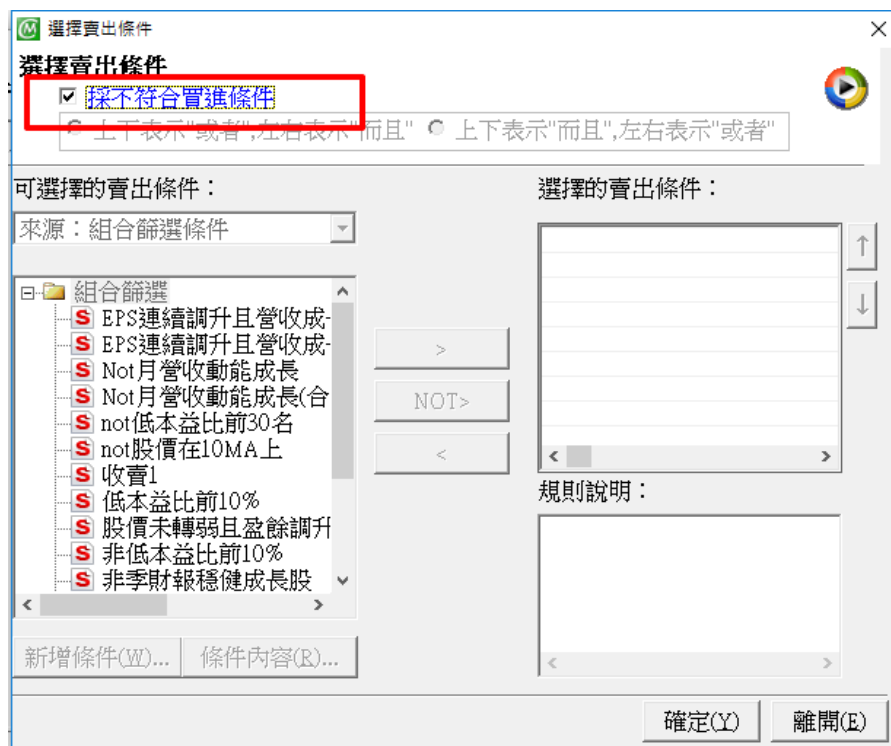 選擇賣出條件
選擇賣出條件
採不符合買進條件
上下表示"或者",左右表示"而且" 上下表示"而且",左右表示"或者"
可選擇的賣出條件：
來源：組合篩選條件
組合篩選
EPS連續調升且營收成
EPS連續調升且營收成
Not月營收動能成長
Not月營收動能成長(合
not低本益比前30名
not股價在10MA上
收賣1
低本益比前10%
股價未轉弱且盈餘調升
非低本益比前10%
非季財報穩健成長股
新增條件(W)... 條件內容(R)...
>
NOT>
<
選擇的賣出條件：
↑
↓
規則說明：
確定(Y) 離開(E)